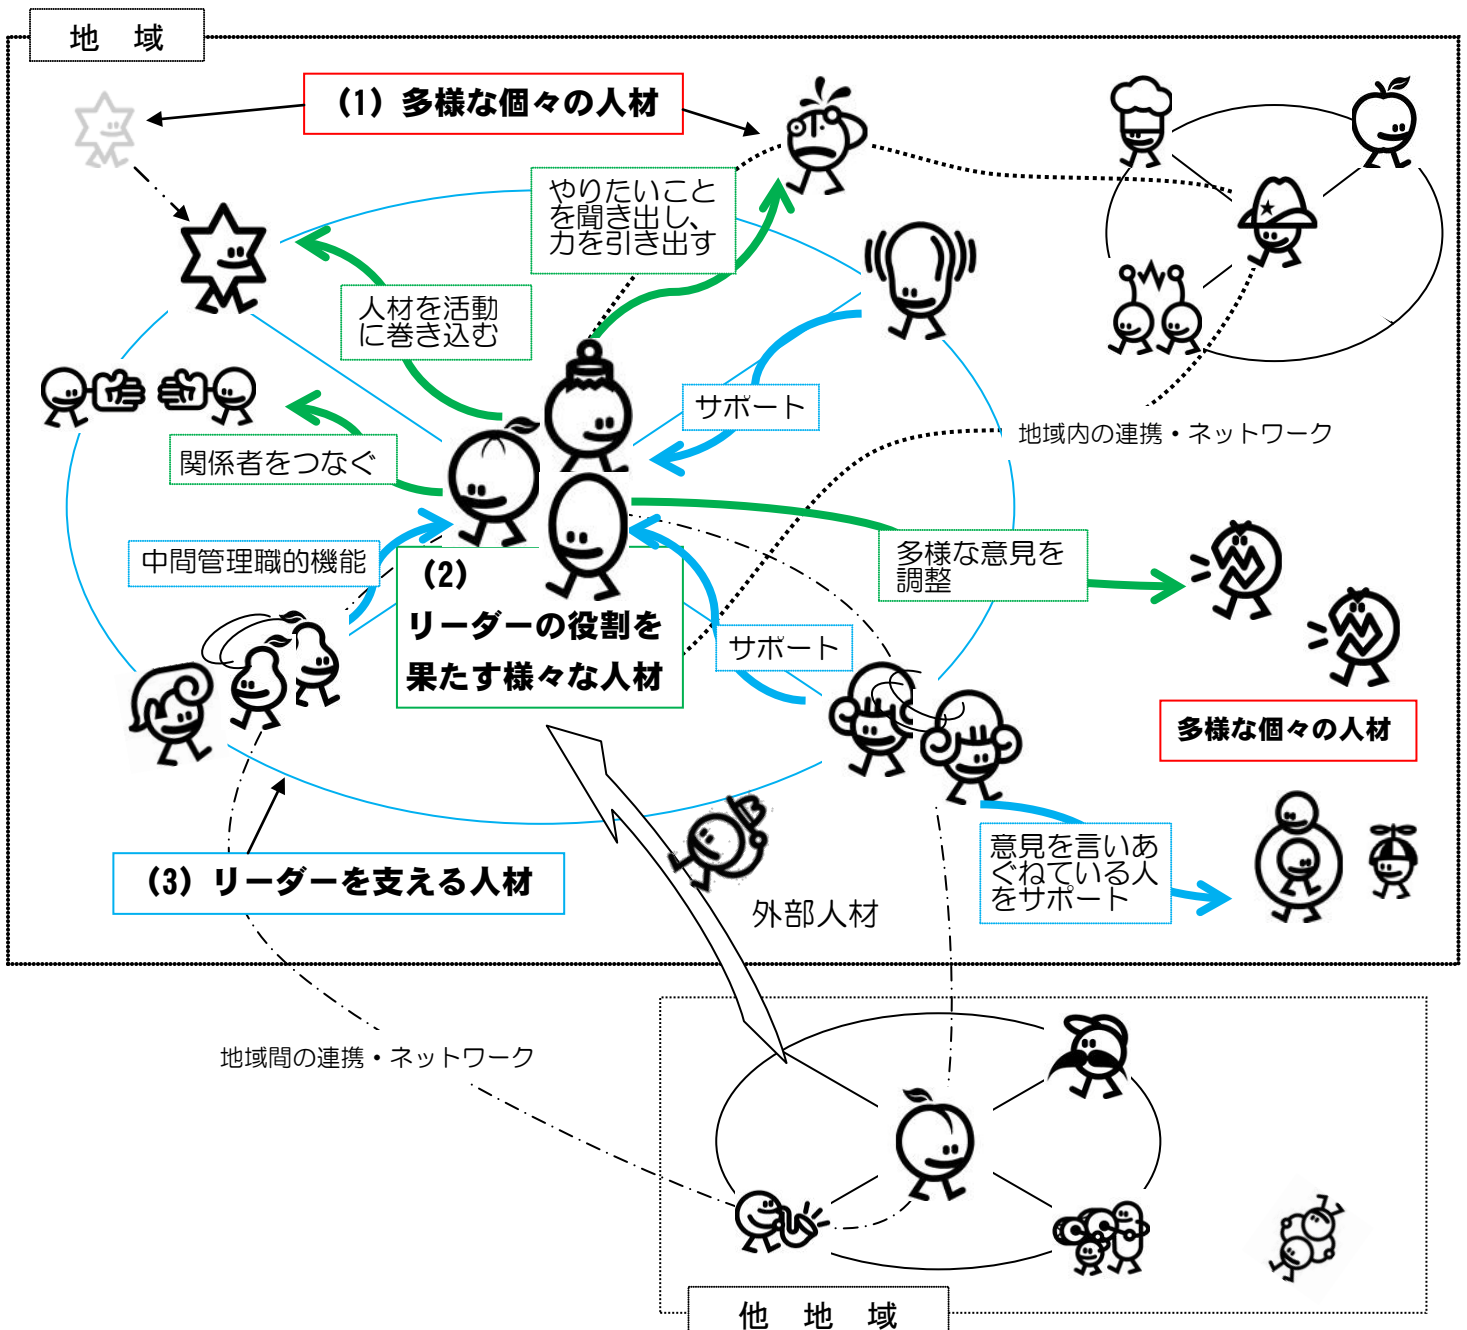 地　域
(1) 多様な個々の人材
やりたいこと
を聞き出し、
力を引き出す
人材を活動
に巻き込む
サポート
地域内の連携・ネットワーク
関係者をつなぐ
中間管理職的機能
多様な意見を
調整
(2)
リーダーの役割を
果たす様々な人材
サポート
多様な個々の人材
意見を言いあ
ぐねている人
をサポート
(3) リーダーを支える人材
外部人材
地域間の連携・ネットワーク
他　地　域